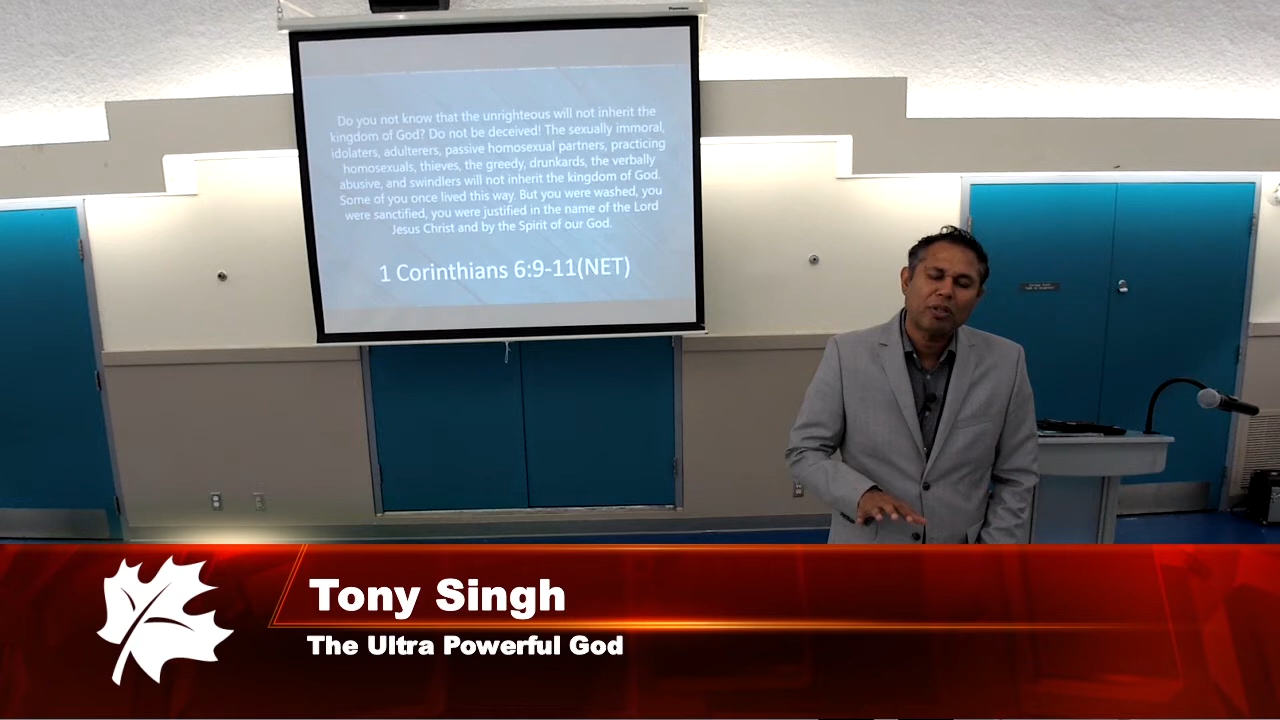 Do you not know that the unrighteous will not inherit the
kingdom of God? Do not be deceived! The sexually immoral,
idolaters, adulterers, passive homosexual partners, practicing
homosexuals, thieves, the greedy, drunkards, the verbally
abusive, and swindlers will not inherit the kingdom of God.
Some of you once lived this way. But you were washed, you
were sanctified, you were justified in the name of the Lord
Jesus Christ and by the Spirit of our God.
1 Corinthians 6:9-11(NET)
Tony Singh
The Ultra Powerful God